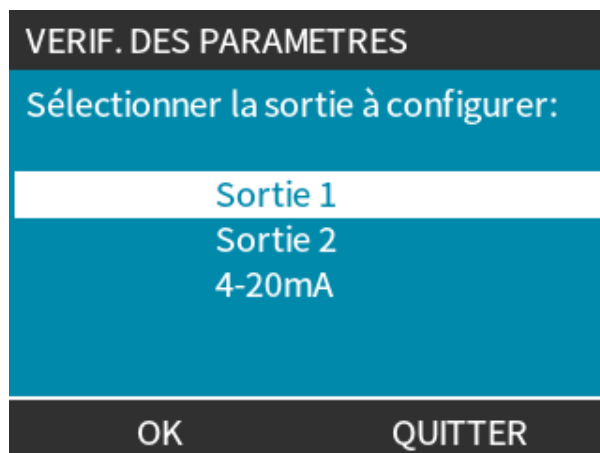 VERIF. DES PARAMETRES
Sélectionner la sortie à configurer:
Sortie 1
Sortie 2
4-20mA
OK QUITTER